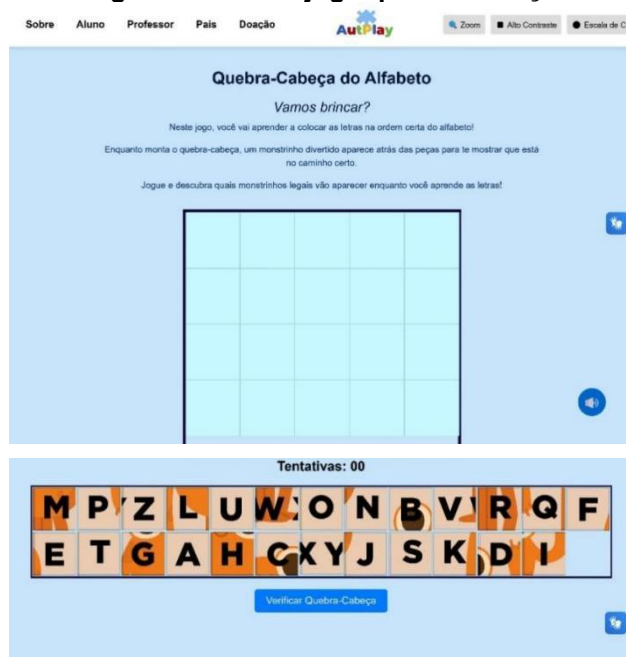 Sobre Aluno Professor Pais Doação AutPlay Zoom Alto Contraste Escala de C
Quebra-Cabeça do Alfabeto
Vamos brincar?
Neste jogo, você vai aprender a colocar as letras na ordem certa do alfabeto!
Enquanto monta o quebra-cabeça, um monstrinho divertido aparece atrás das peças para te mostrar que está
no caminho certo.
Jogue e descubra quais monstrinhos legais vão aparecer enquanto você aprende as letras!
Tentativas: 00
M P Z L U W O N B V R Q F
E T G A H C X Y J S K D I
Verificar Quebra-Cabeça